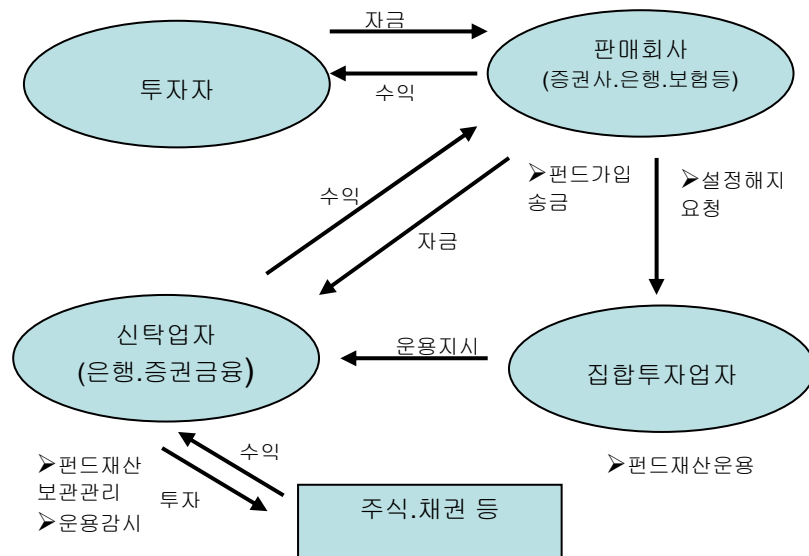 자금
투자자
판매회사
(증권사.은행.보험등)
수익
수익
➢펀드가입
송금
➢설정해지
요청
자금
신탁업자
(은행.증권금융)
운용지시
집합투자업자
➢펀드재산
보관관리
➢운용감시
수익
투자
➢펀드재산운용
주식.채권 등